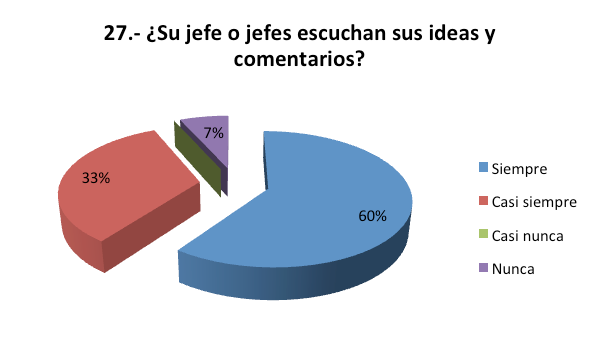 27.- ¿Su jefe o jefes escuchan sus ideas y
comentarios?
7%
33%
60%
Siempre
Casi siempre
Casi nunca
Nunca